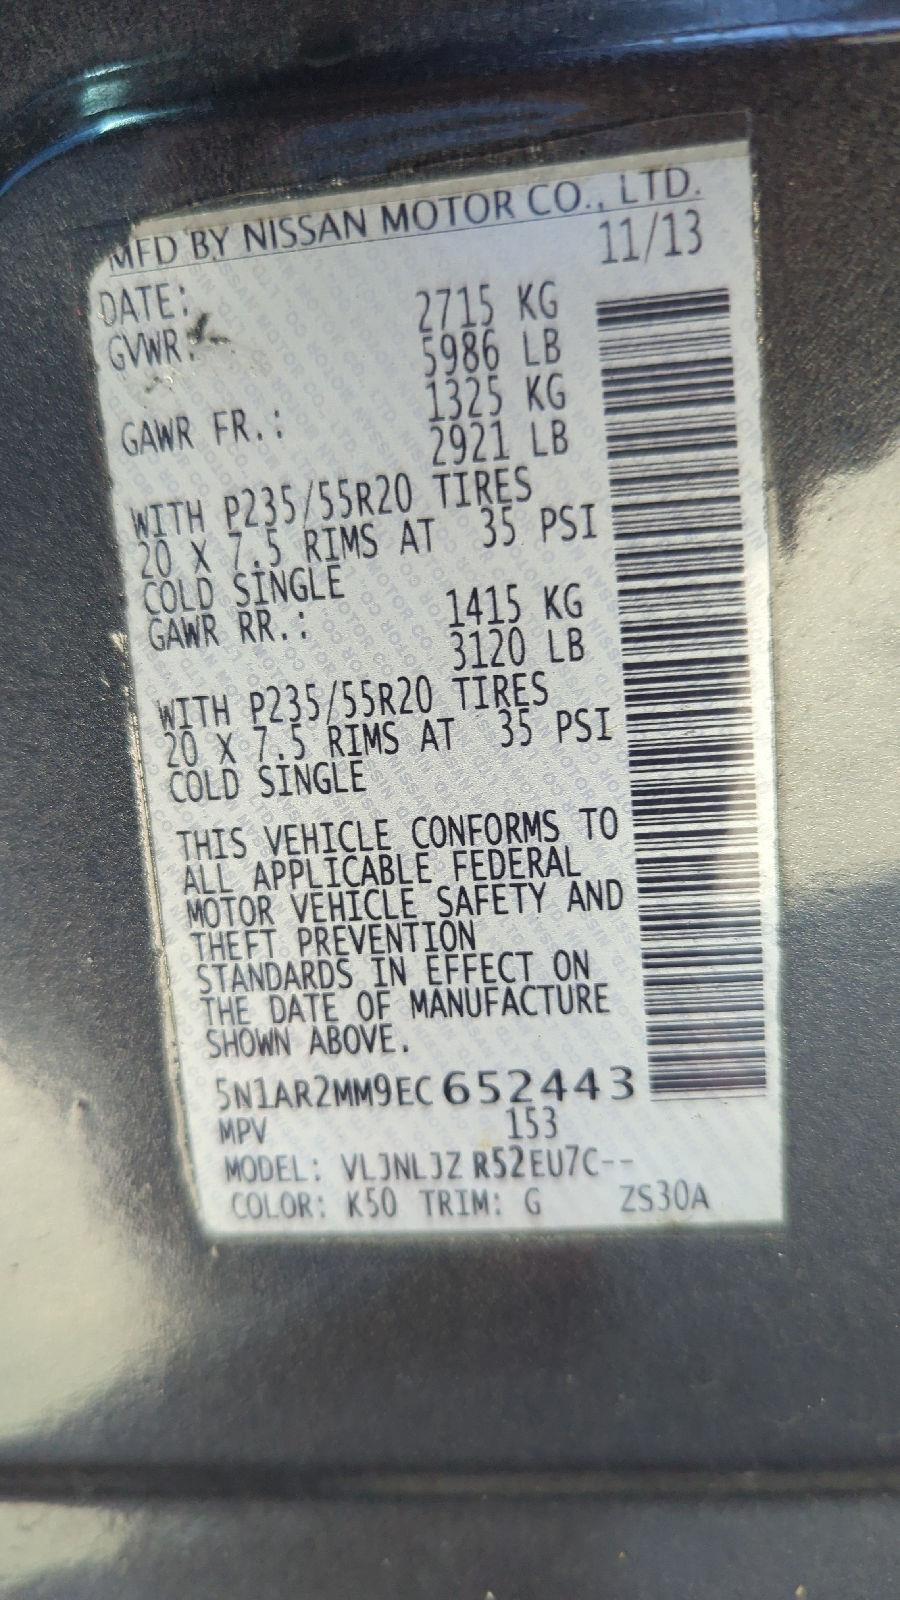 MFD BY NISSAN MOTOR CO., LTD.
DATE: 11/13
GVWR: 2715 KG
5986 LB
GAWR FR.: 1325 KG
2921 LB
WITH P235/55R20 TIRES
20 X 7.5 RIMS AT 35 PSI
COLD SINGLE
GAWR RR.: 1415 KG
3120 LB
WITH P235/55R20 TIRES
20 X 7.5 RIMS AT 35 PSI
COLD SINGLE
THIS VEHICLE CONFORMS TO
ALL APPLICABLE FEDERAL
MOTOR VEHICLE SAFETY AND
THEFT PREVENTION
STANDARDS IN EFFECT ON
THE DATE OF MANUFACTURE
SHOWN ABOVE.
5N1AR2MM9EC652443
MPV 153
MODEL: VLJNLJZ R52EU7C--
COLOR: K50 TRIM: G ZS30A